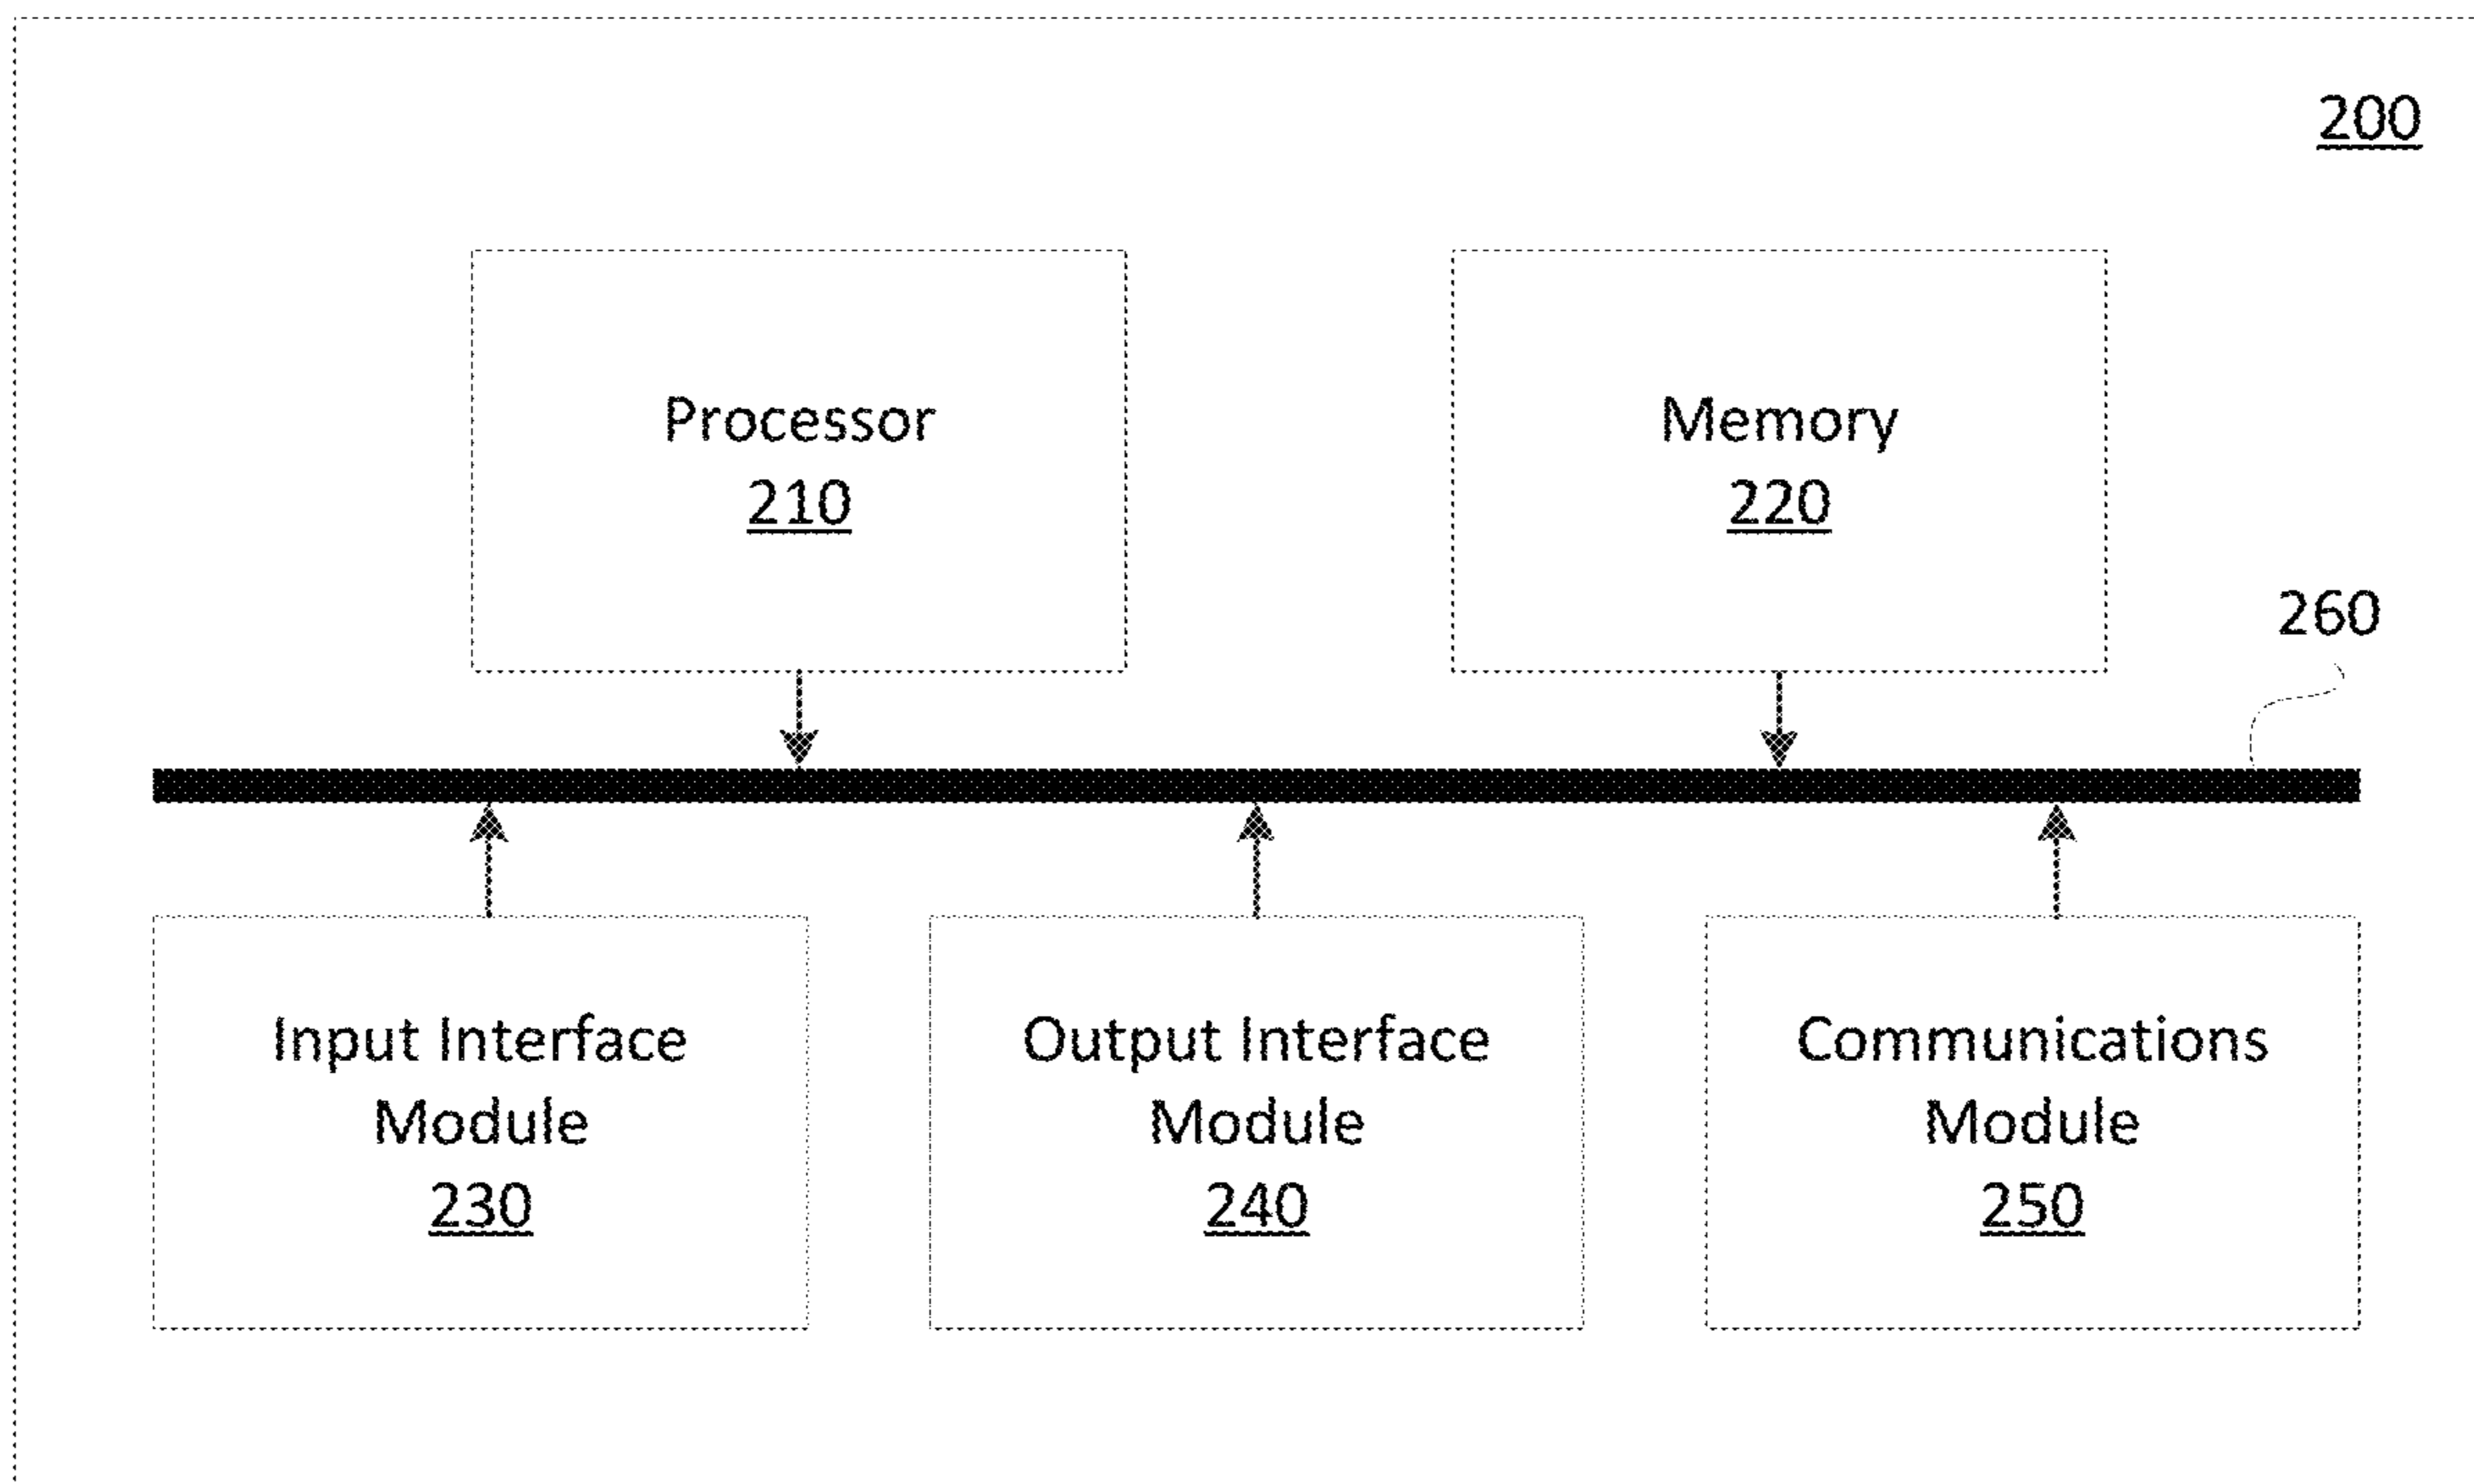 200
Processor
210
Memory
220
260
Input Interface
Module
230
Output Interface
Module
240
Communications
Module
250